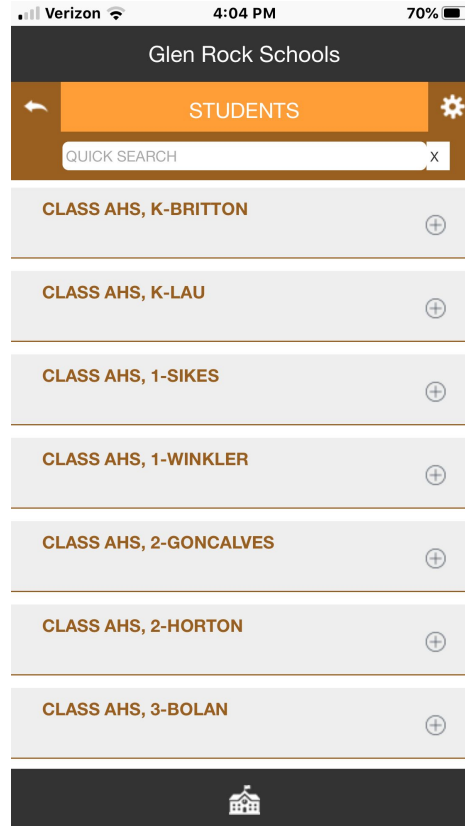 Verizon 4:04 PM 70%
Glen Rock Schools
STUDENTS
QUICK SEARCH X
CLASS AHS, K-BRITTON
CLASS AHS, K-LAU
CLASS AHS, 1-SIKES
CLASS AHS, 1-WINKLER
CLASS AHS, 2-GONCALVES
CLASS AHS, 2-HORTON
CLASS AHS, 3-BOLAN